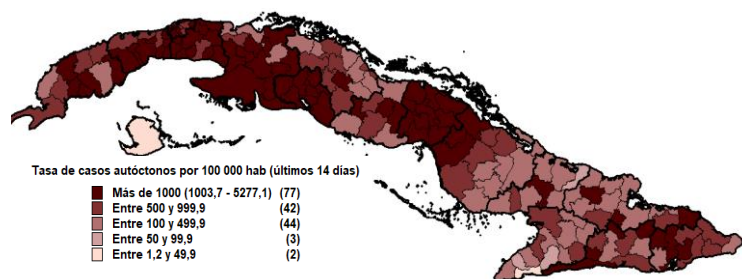 Tasa de casos autóctonos por 100 000 hab (últimos 14 días)
Más de 1000 (1003,7 - 5277,1) (77)
Entre 500 y 999,9 (42)
Entre 100 y 499,9 (44)
Entre 50 y 99,9 (3)
Entre 1,2 y 49,9 (2)